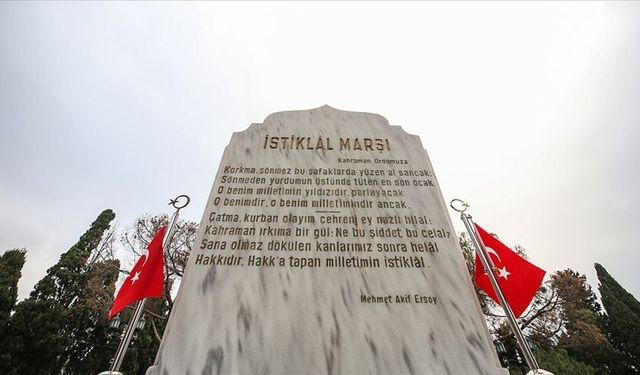 İSTİKLÂL MARŞI
Kahraman Ordumuza
Korkma, sönmez bu şafaklarda yüzen al sancak;
Sönmeden yurdumun üstünde tüten en son ocak.
O benim milletimin yıldızıdır, parlayacak,
O benimdir, o benim milletimindir ancak.
Çatma, kurban olayım çehreni ey nazlı hilal!
Kahraman ırkıma bir gül; Ne bu şiddet bu celal?
Sana olmaz dökülen kanlarımız sonra helâl,
Hakkıdır, Hakk'a tapan milletimin istiklâl.
Mehmet Akif Ersoy